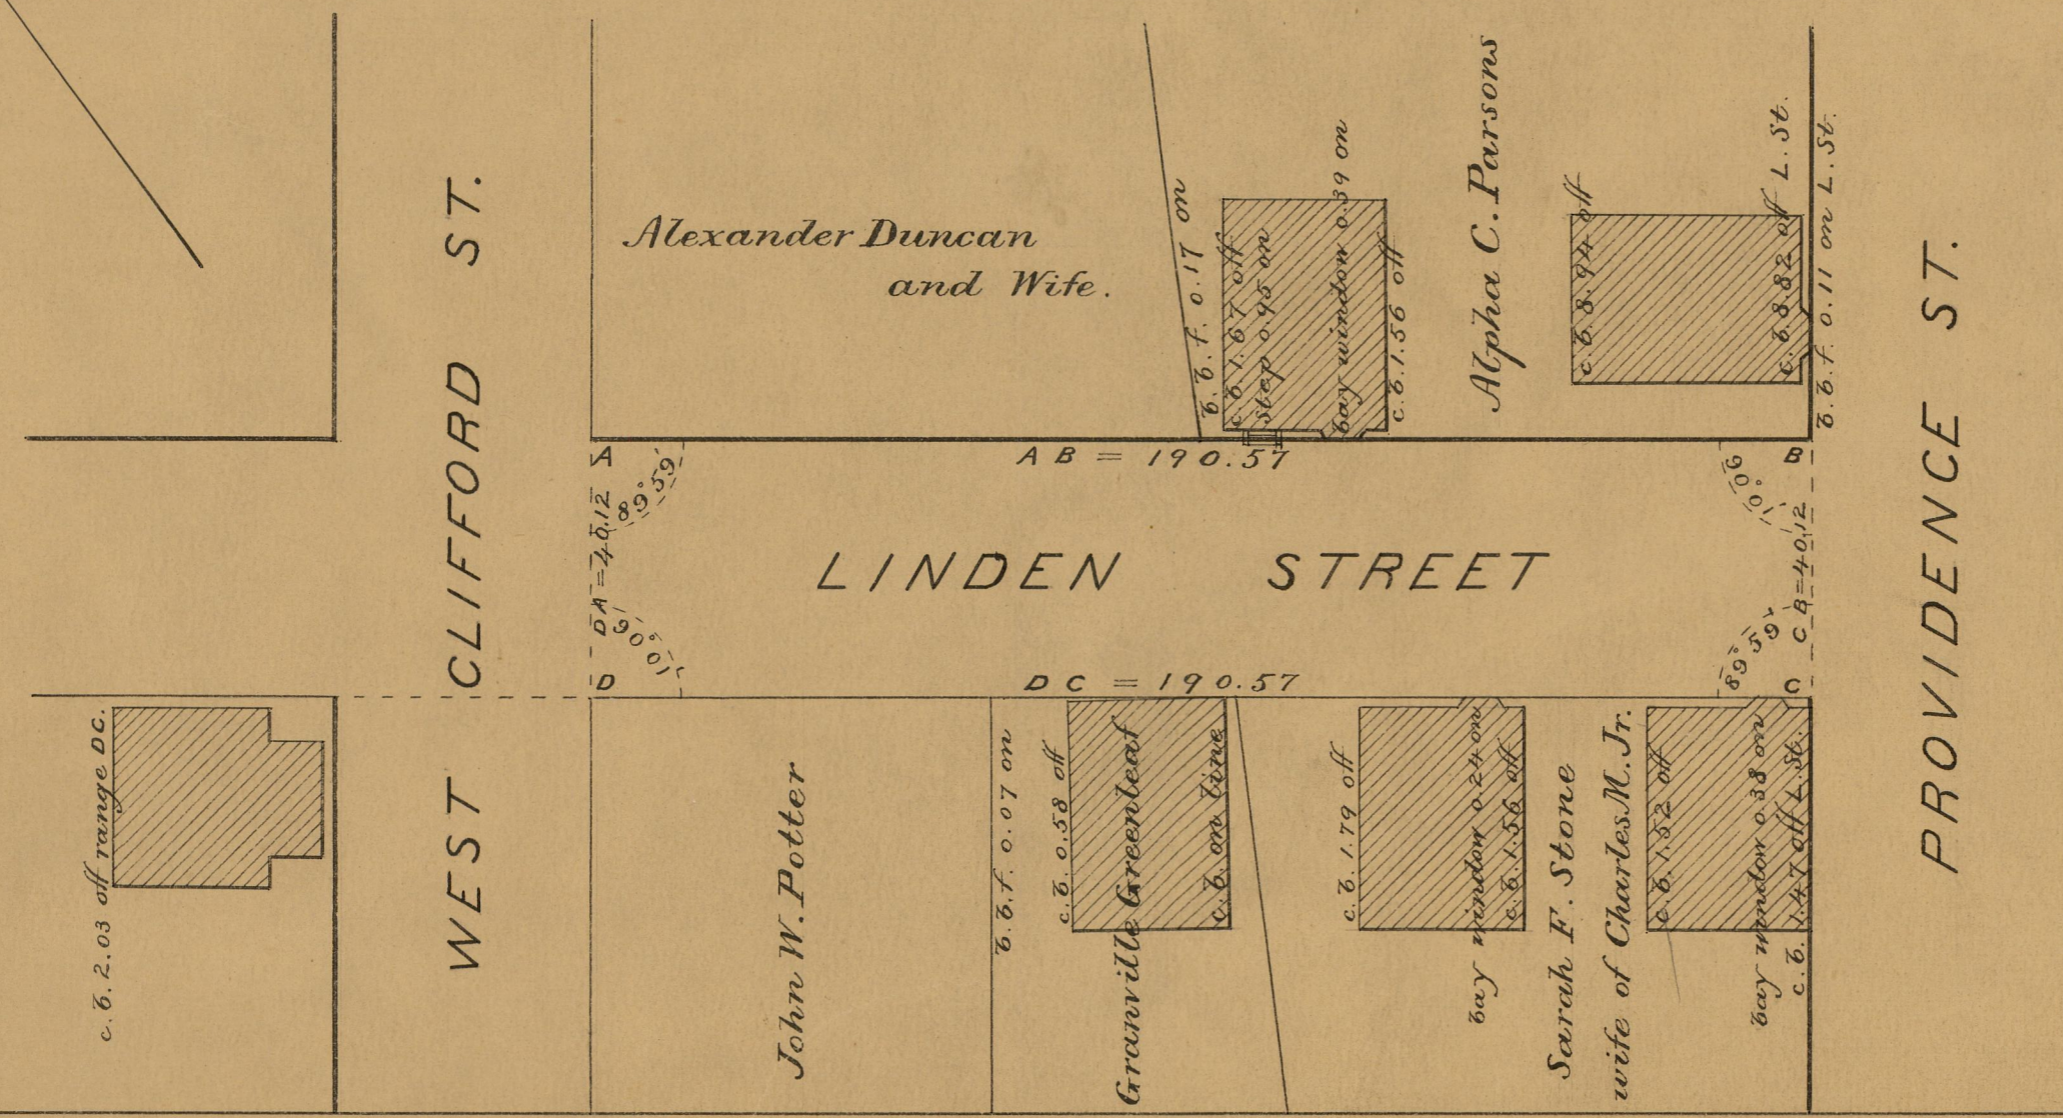 WEST CLIFFORD ST.
Alexander Duncan
and Wife.
b.b.f. 0.17 on
c.b. 1.67 off
step 0.95 on
bay window 0.39 on
c.b. 1.56 off
Alpha C. Parsons
c.b. 8.94 off
c.b. 8.82 off L. St.
b.b.f. 0.11 on L. St.
PROVIDENCE ST.
A
AB = 190.57
B
89° 59'
90° 1'
DA = 40.12
CB = 40.12
LINDEN STREET
90° 1'
89° 59'
D
DC = 190.57
C
c.b. 2.03 off range DC.
John W. Potter
b.b.f. 0.07 on
c.b. 0.58 off
Granville Greenleaf
c.b. on line
c.b. 1.79 off
bay window 0.24 on
c.b. 1.56 off
Sarah F. Stone
wife of Charles M. Jr.
c.b. 1.52 off
bay window 0.38 on
c.b. 1.47 off L. St.